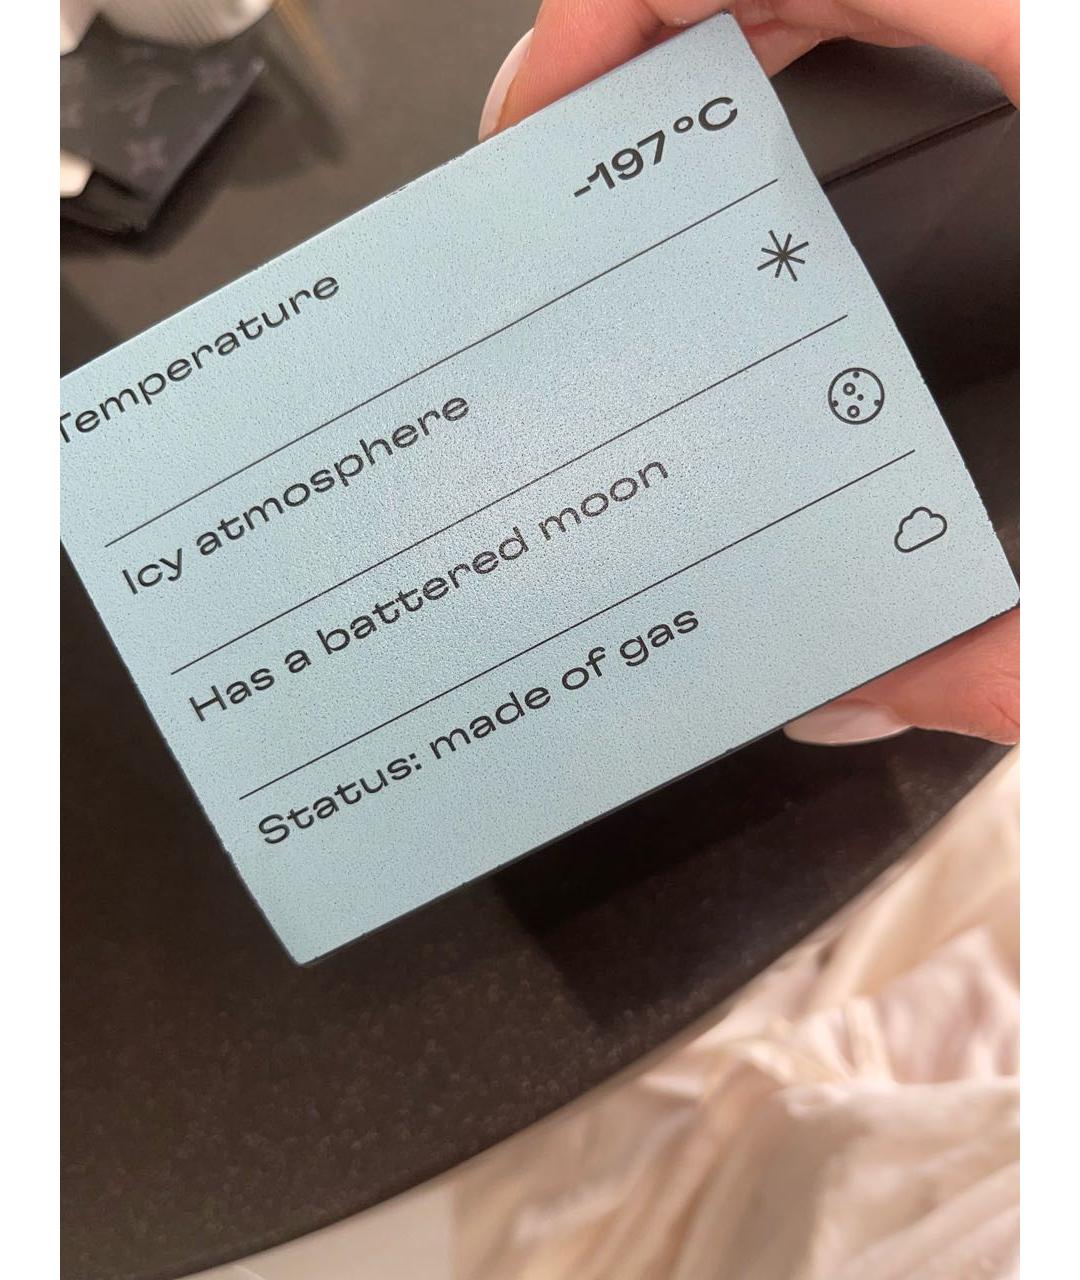 Temperature -197°C
Icy atmosphere
Has a battered moon
Status: made of gas